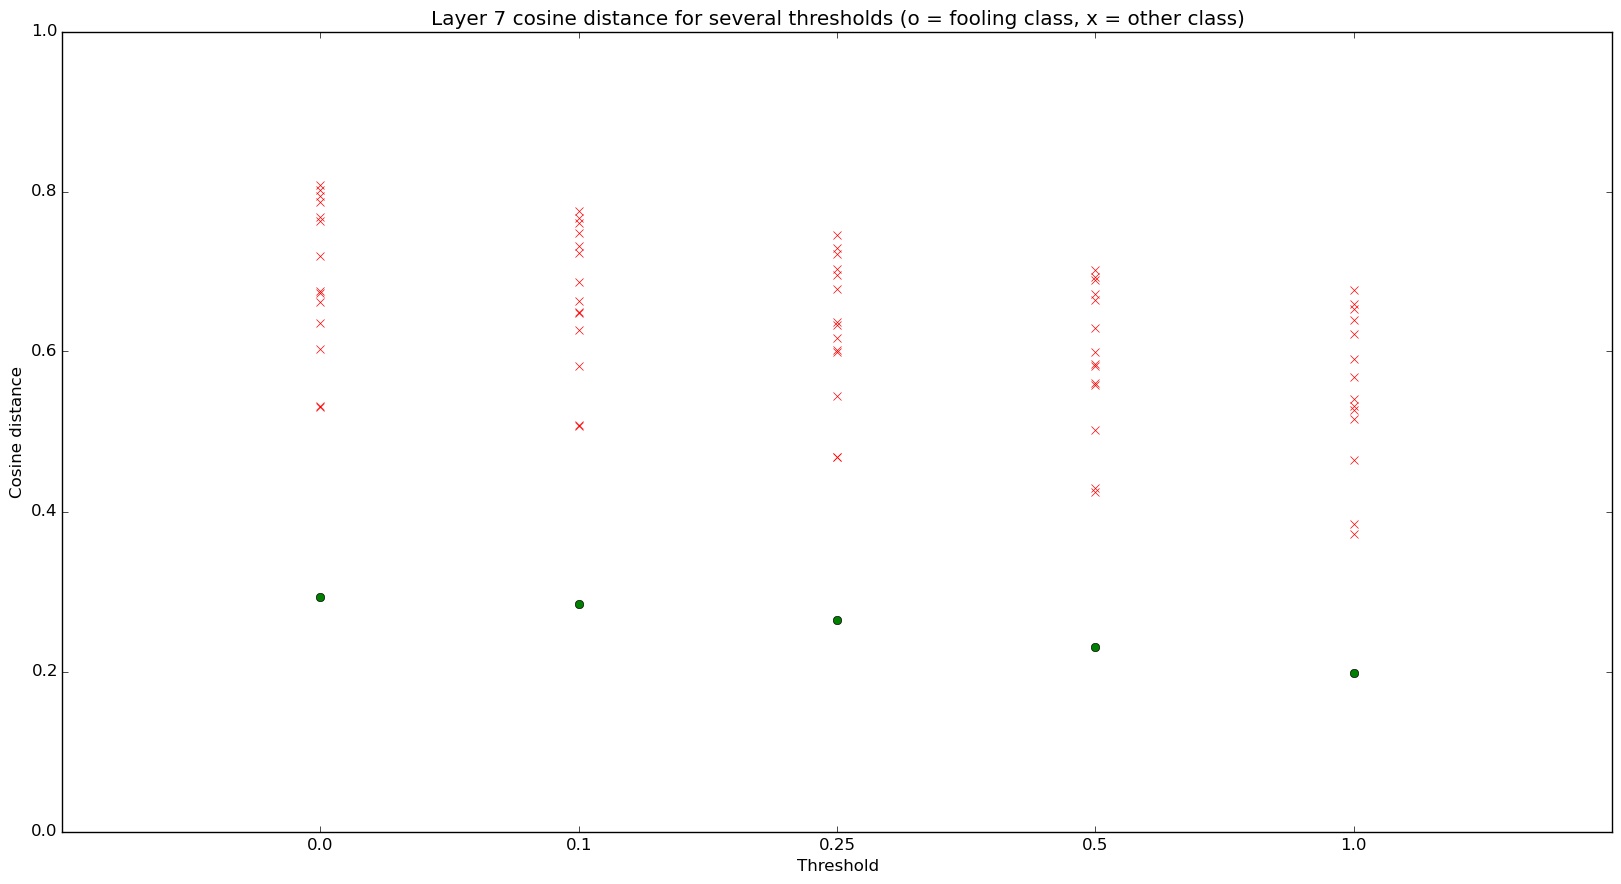 Layer 7 cosine distance for several thresholds (o = fooling class, x = other class)
1.0
0.8
0.6
0.4
0.2
0.0
Cosine distance
0.0 0.1 0.25 0.5 1.0
Threshold